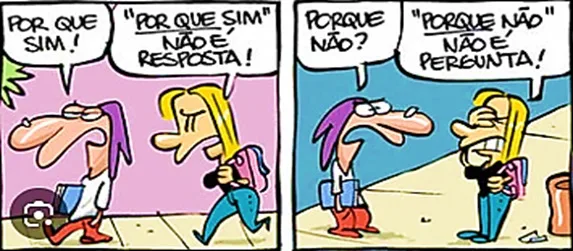 POR QUE
SIM!
"POR QUE SIM"
NÃO É
RESPOSTA!
PORQUE
NÃO?
"PORQUE NÃO"
NÃO É
PERGUNTA!